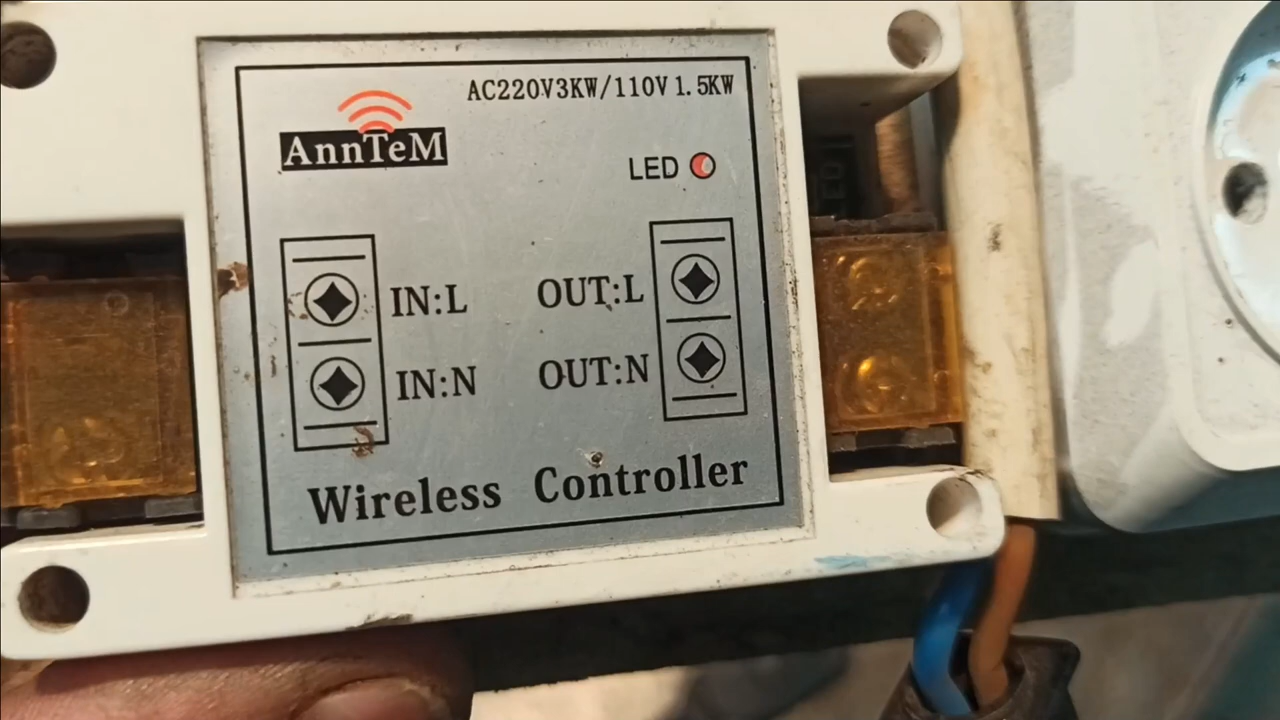 AC220V3KW/110V 1.5KW
AnnTeM
LED
IN:L
OUT:L
IN:N
OUT:N
Wireless Controller